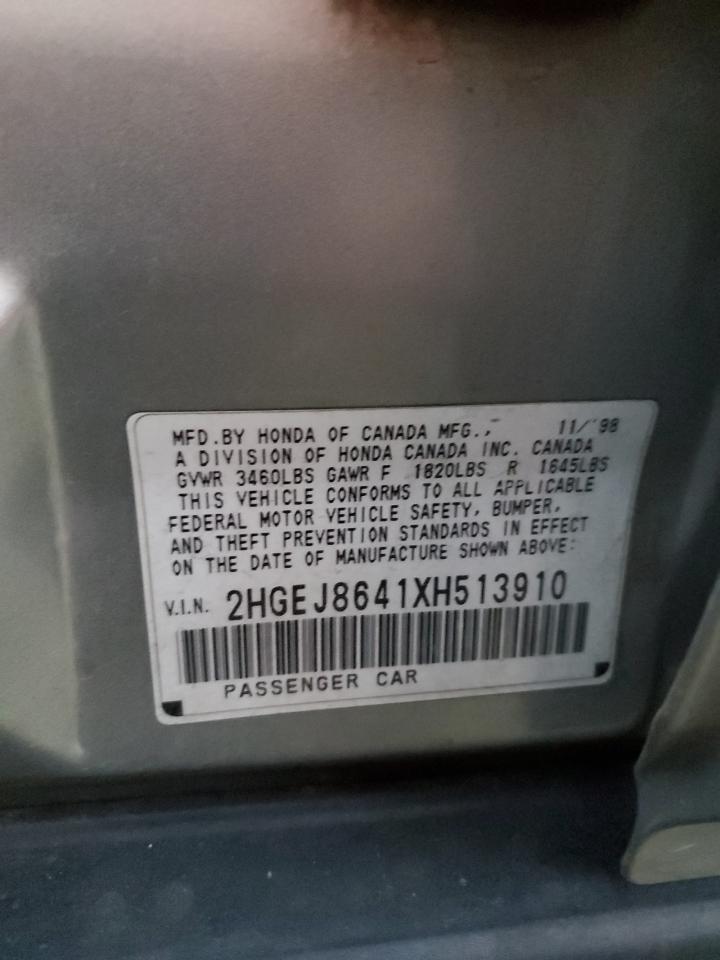 MFD.BY HONDA OF CANADA MFG., 11/'98
A DIVISION OF HONDA CANADA INC. CANADA
GVWR 3460LBS GAWR F 1820LBS R 1645LBS
THIS VEHICLE CONFORMS TO ALL APPLICABLE
FEDERAL MOTOR VEHICLE SAFETY, BUMPER,
AND THEFT PREVENTION STANDARDS IN EFFECT
ON THE DATE OF MANUFACTURE SHOWN ABOVE:
V.I.N. 2HGEJ8641XH513910
PASSENGER CAR